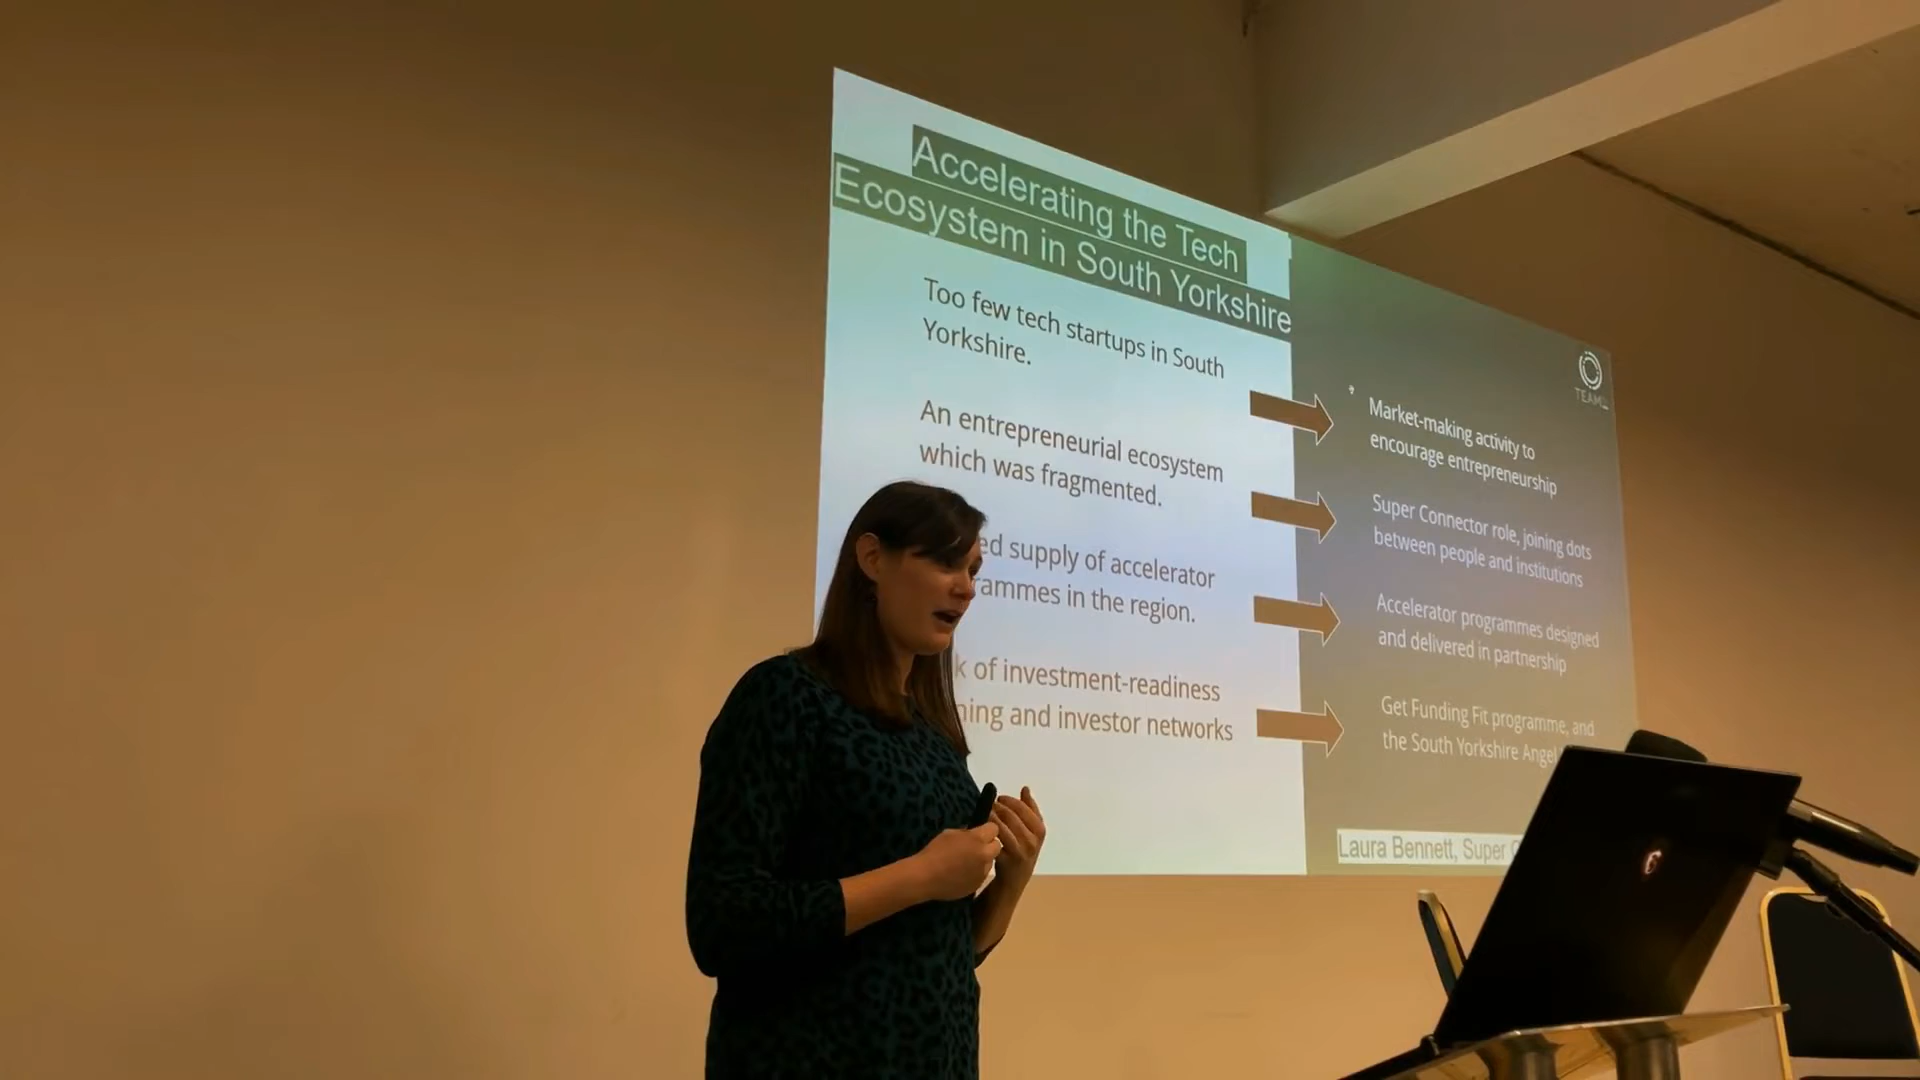 Accelerating the Tech
Ecosystem in South Yorkshire
Too few tech startups in South
Yorkshire.
An entrepreneurial ecosystem
which was fragmented.
supply of accelerator
in the region.
of investment-readiness
and investor networks
TEAM
Market-making activity to
encourage entrepreneurship
Super Connector role, joining dots
between people and institutions
Accelerator programmes designed
and delivered in partnership
Get Funding Fit programme, and
the South Yorkshire Angel
Laura Bennett, Super